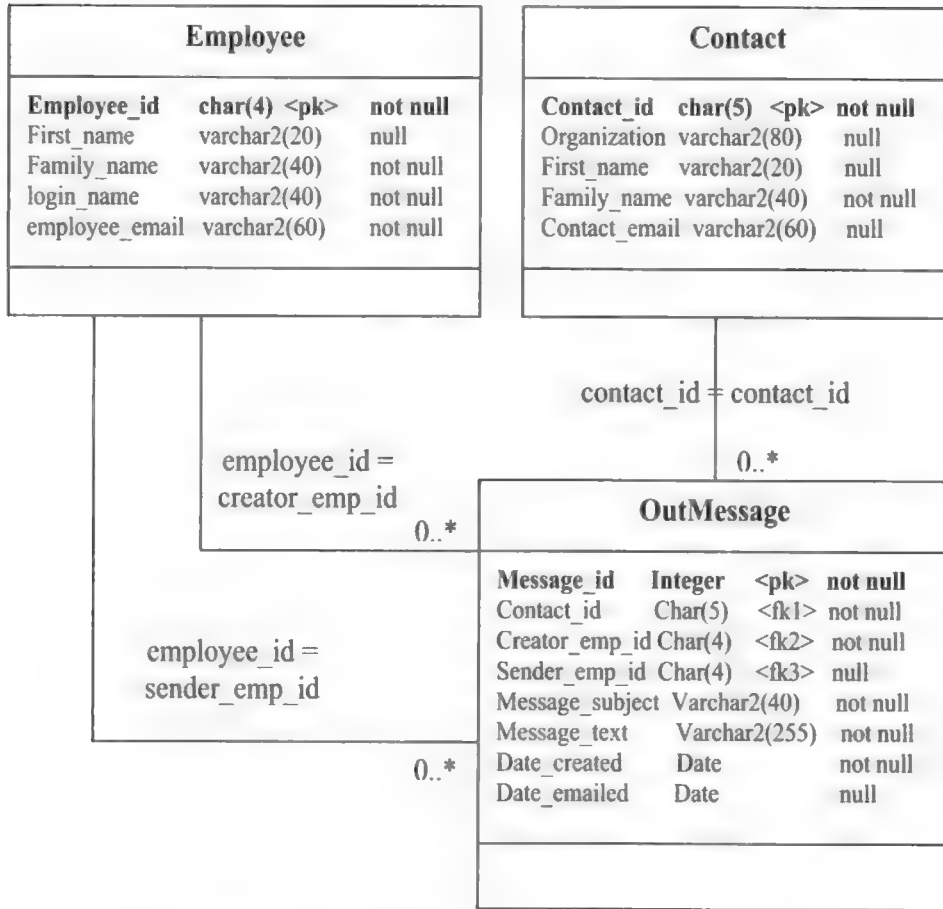 Employee
Employee_id char(4) <pk> not null
First_name varchar2(20) null
Family_name varchar2(40) not null
login_name varchar2(40) not null
employee_email varchar2(60) not null
Contact
Contact_id char(5) <pk> not null
Organization varchar2(80) null
First_name varchar2(20) null
Family_name varchar2(40) not null
Contact_email varchar2(60) null
contact_id = contact_id
0..*
employee_id =
creator_emp_id
0..*
employee_id =
sender_emp_id
0..*
OutMessage
Message_id Integer <pk> not null
Contact_id Char(5) <fk1> not null
Creator_emp_id Char(4) <fk2> not null
Sender_emp_id Char(4) <fk3> null
Message_subject Varchar2(40) not null
Message_text Varchar2(255) not null
Date_created Date not null
Date_emailed Date null